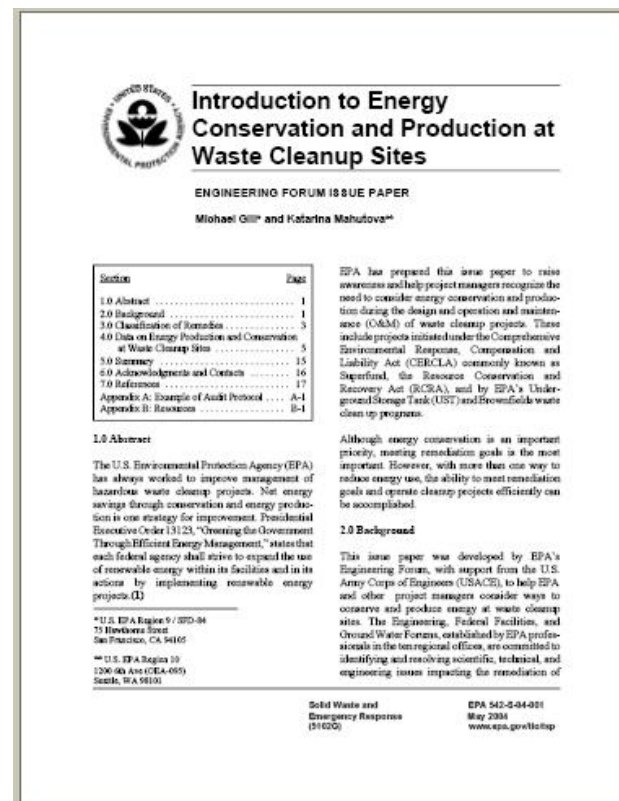 UNITED STATES
ENVIRONMENTAL PROTECTION AGENCY
Introduction to Energy
Conservation and Production at
Waste Cleanup Sites
ENGINEERING FORUM ISSUE PAPER
Michael Gill* and Katarina Mahutova**
Section Page
1.0 Abstract ........................ 1
2.0 Background ........................ 1
3.0 Classification of Remedies ............ 3
4.0 Data on Energy Production and Conservation
at Waste Cleanup Sites ............ 5
5.0 Summary ........................ 15
6.0 Acknowledgments and Contacts ...... 16
7.0 References ........................ 17
Appendix A: Example of Audit Protocol .... A-1
Appendix B: Resources ............ B-1
1.0 Abstract
The U.S. Environmental Protection Agency (EPA)
has always worked to improve management of
hazardous waste cleanup projects. Net energy
savings through conservation and energy produc-
tion is one strategy for improvement. Presidential
Executive Order 13123, "Greening the Government
Through Efficient Energy Management," states that
each federal agency shall strive to expand the use
of renewable energy within its facilities and in its
actions by implementing renewable energy
projects.(1)
* U.S. EPA Region 9 / SFD-84
75 Hawthorne Street
San Francisco, CA 94105
** U.S. EPA Region 10
1200 6th Ave (OEA-095)
Seattle, WA 98101
EPA has prepared this issue paper to raise
awareness and help project managers recognize the
need to consider energy conservation and produc-
tion during the design and operation and mainten-
ance (O&M) of waste cleanup projects. These
include projects initiated under the Comprehensive
Environmental Response, Compensation and
Liability Act (CERCLA) commonly known as
Superfund, the Resource Conservation and
Recovery Act (RCRA), and by EPA's Under-
ground Storage Tank (UST) and Brownfields waste
clean up programs.
Although energy conservation is an important
priority, meeting remediation goals is the most
important. However, with more than one way to
reduce energy use, the ability to meet remediation
goals and operate cleanup projects efficiently can
be accomplished.
2.0 Background
This issue paper was developed by EPA's
Engineering Forum, with support from the U.S.
Army Corps of Engineers (USACE), to help EPA
and other project managers consider ways to
conserve and produce energy at waste cleanup
sites. The Engineering, Federal Facilities, and
Ground Water Forums, established by EPA profes-
sionals in the ten regional offices, are committed to
identifying and resolving scientific, technical, and
engineering issues impacting the remediation of
Solid Waste and
Emergency Response
(5102G)
EPA 542-S-04-001
May 2004
www.epa.gov/tio/tsp